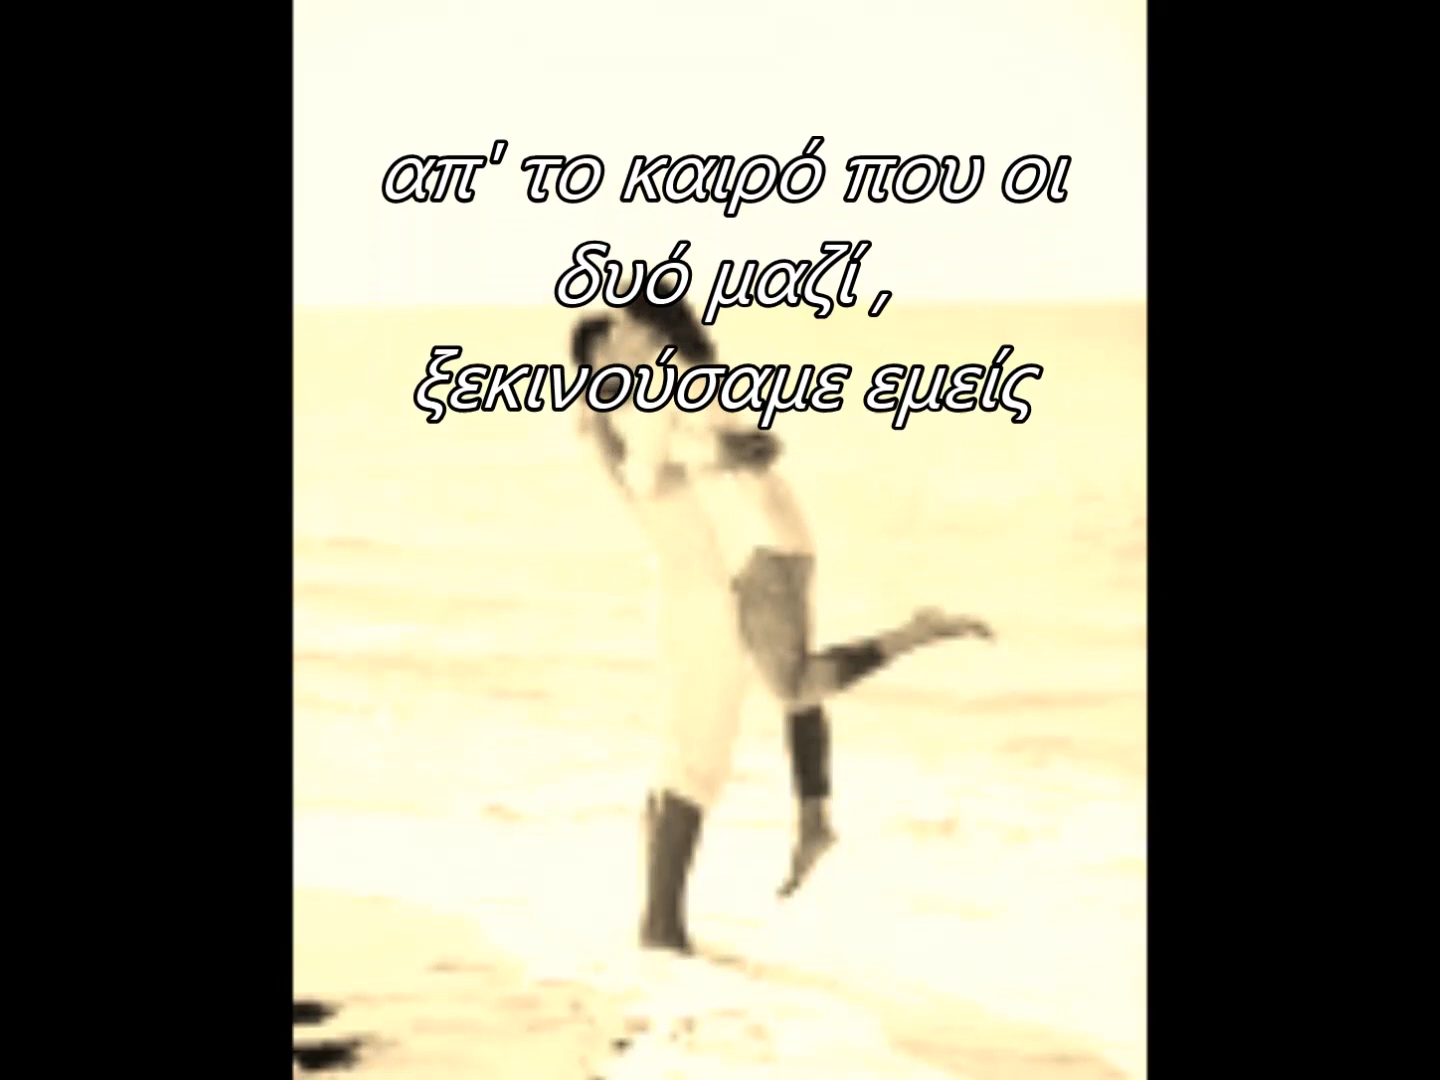 απ' το καιρό που οι
δυό μαζί ,
ξεκινούσαμε εμείς